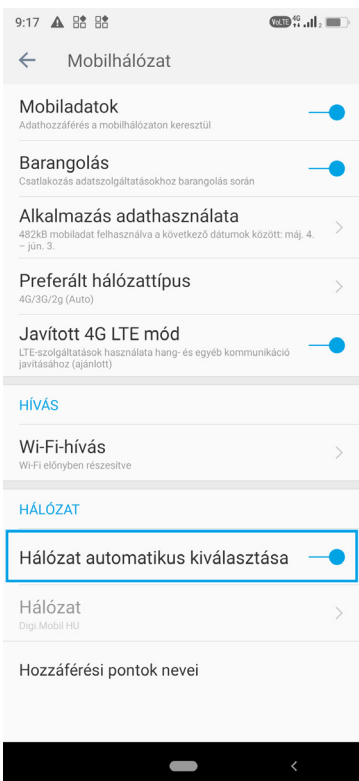 9:17 VoLTE 4G 2
Mobilhálózat
Mobiladatok
Adathozzáférés a mobilhálózaton keresztül
Barangolás
Csatlakozás adatszolgáltatásokhoz barangolás során
Alkalmazás adathasználata
482kB mobiladat felhasználva a következő dátumok között: máj. 4.
– jún. 3.
Preferált hálózattípus
4G/3G/2g (Auto)
Javított 4G LTE mód
LTE-szolgáltatások használata hang- és egyéb kommunikáció
javításához (ajánlott)
HÍVÁS
Wi-Fi-hívás
Wi-Fi előnyben részesítve
HÁLÓZAT
Hálózat automatikus kiválasztása
Hálózat
Digi.Mobil HU
Hozzáférési pontok nevei